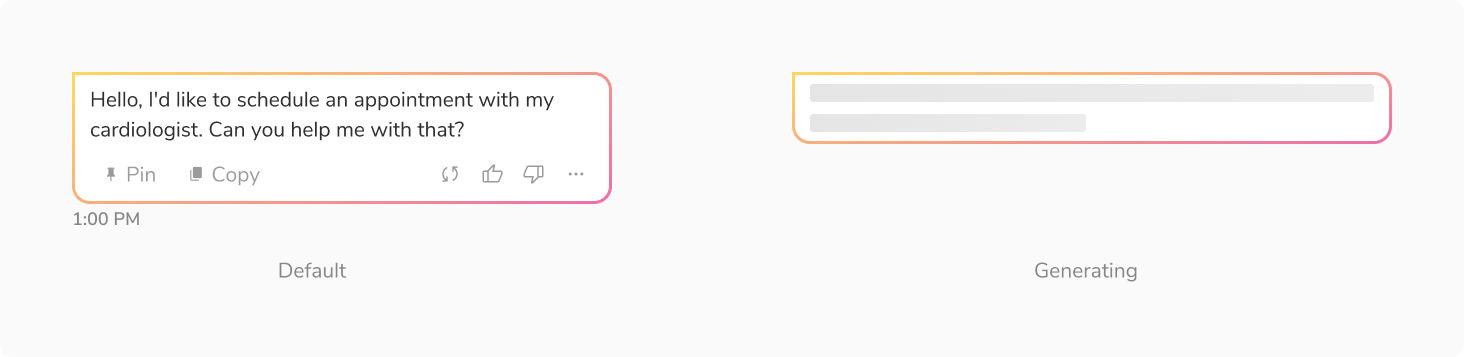 Hello, I'd like to schedule an appointment with my
cardiologist. Can you help me with that?
Pin Copy
1:00 PM
Default
Generating